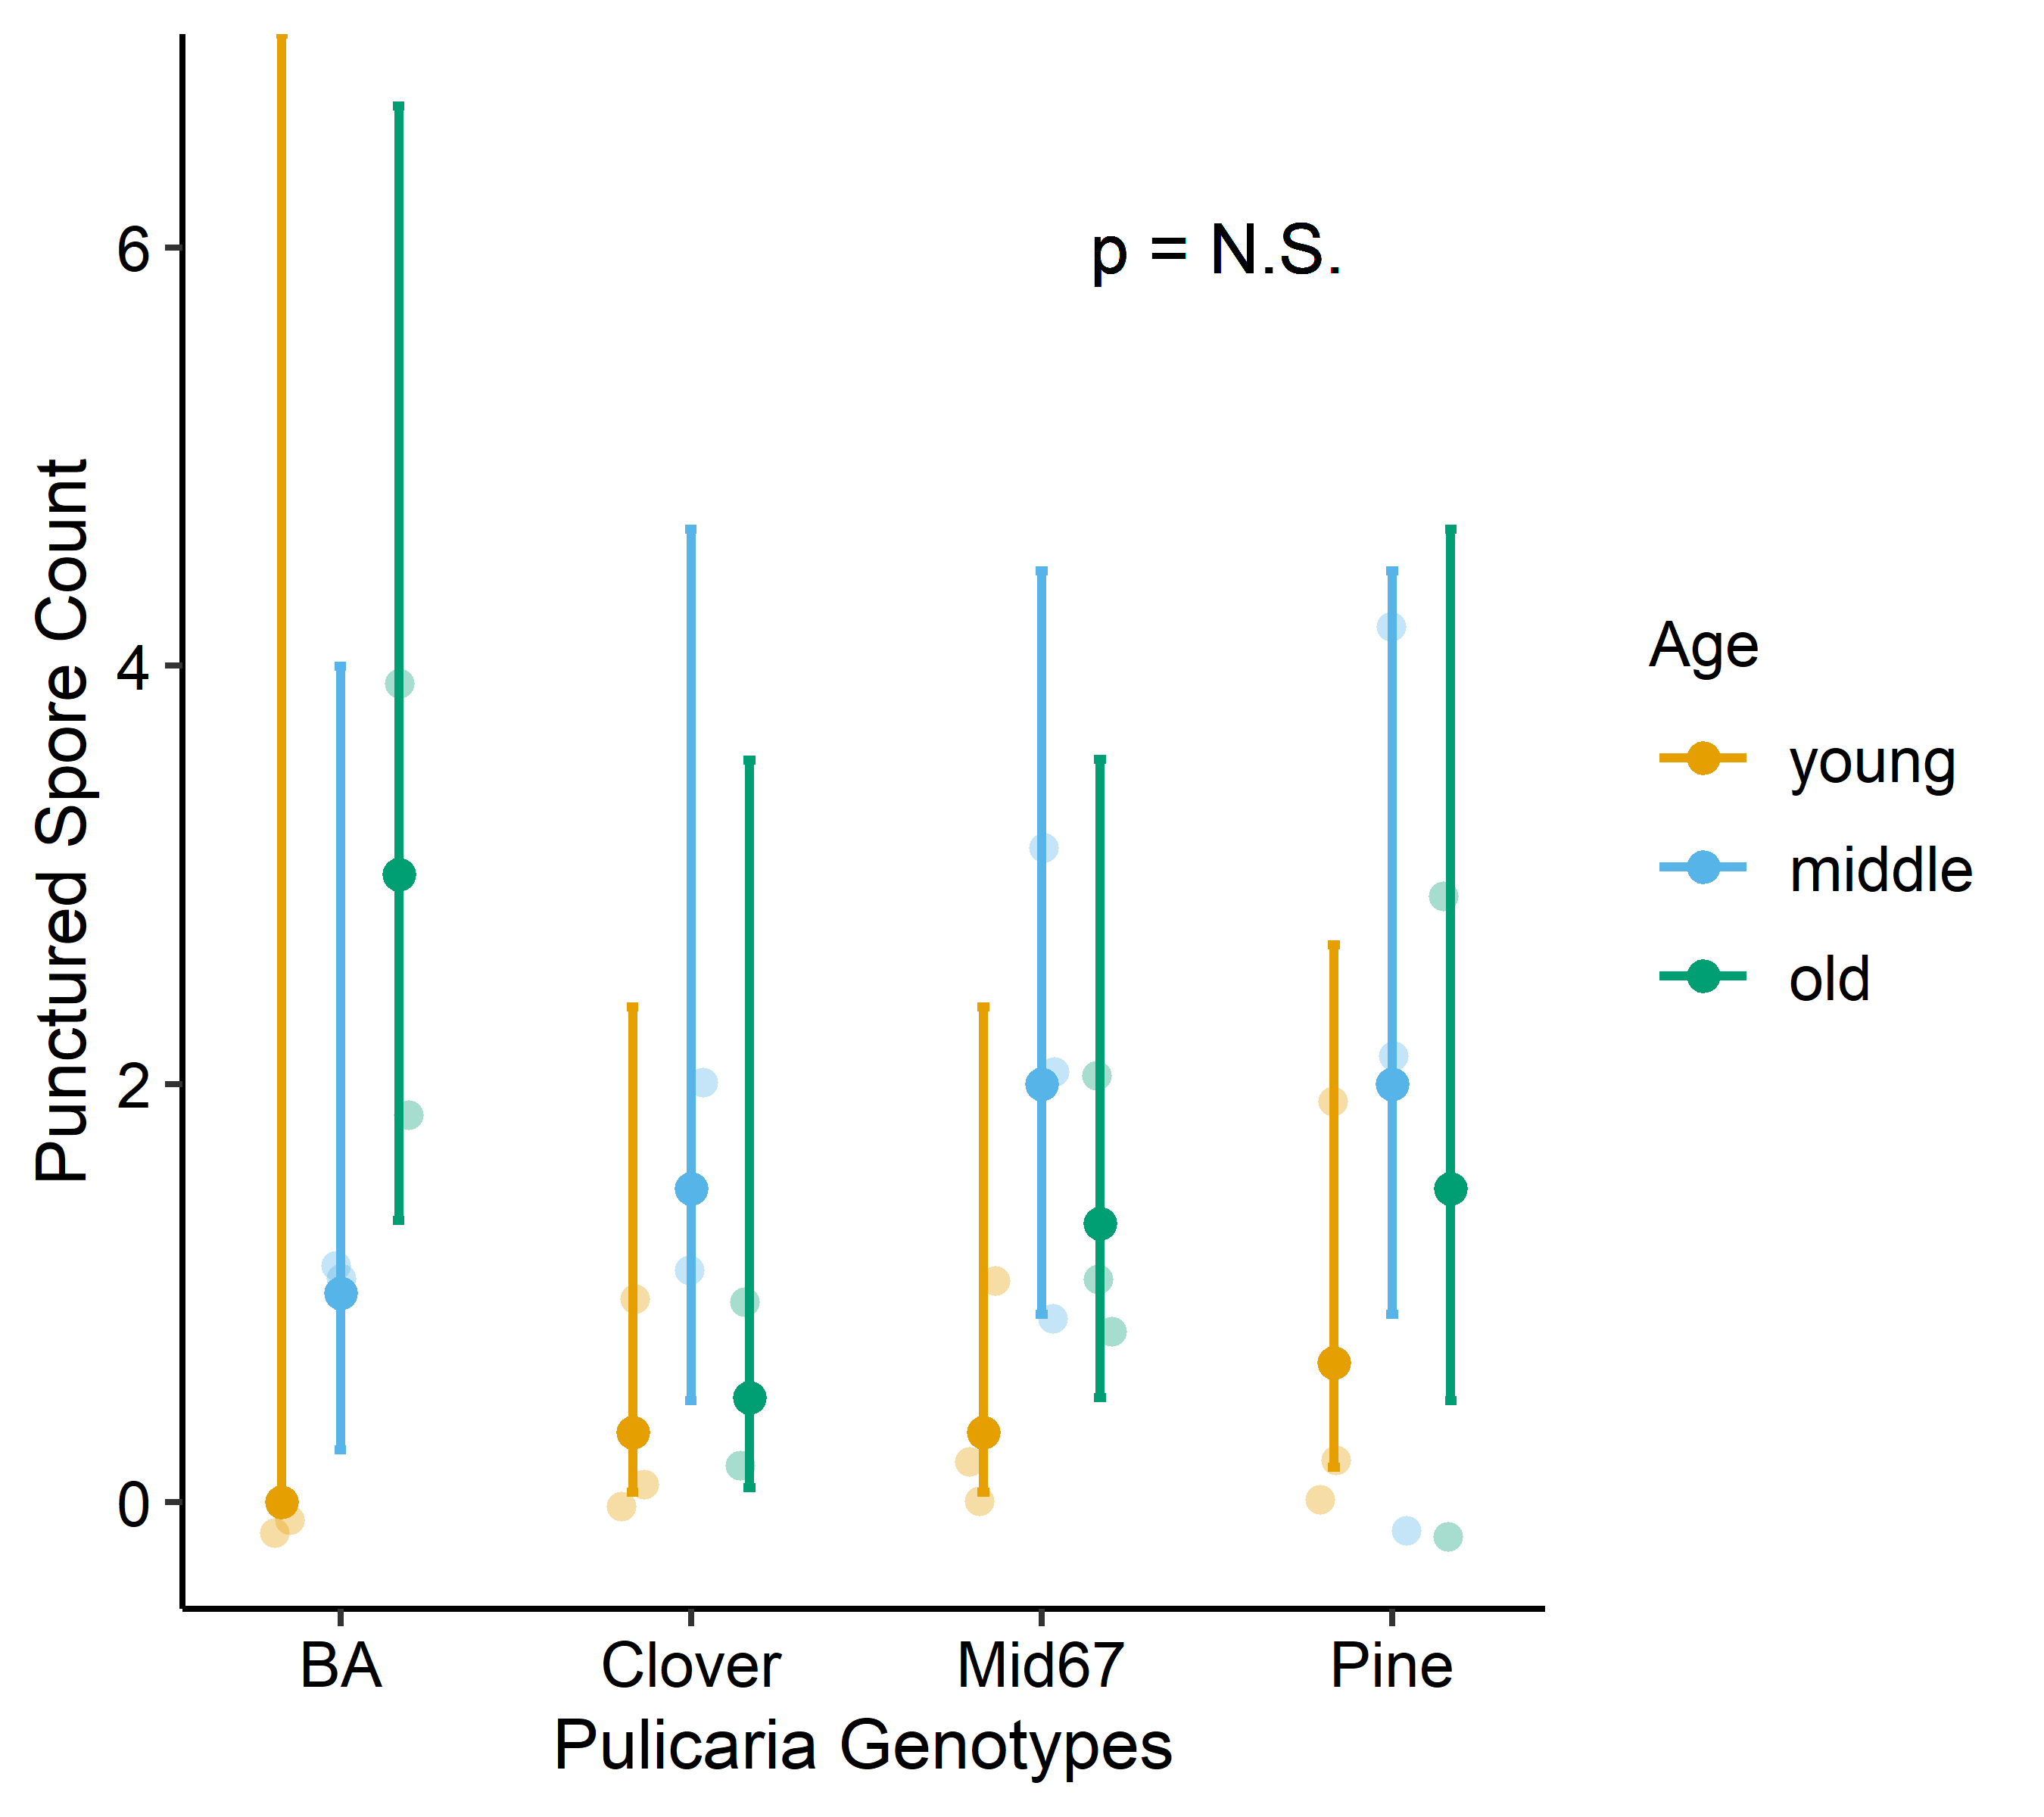 Punctured Spore Count
6
4
2
0
p = N.S.
BA
Clover
Mid67
Pine
Pulicaria Genotypes
Age
young
middle
old